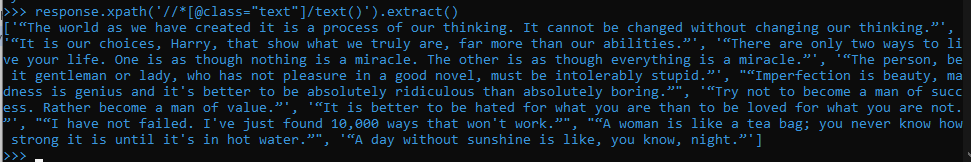 >>> response.xpath('//*[@class="text"]/text()').extract()
['“The world as we have created it is a process of our thinking. It cannot be changed without changing our thinking.”',
'“It is our choices, Harry, that show what we truly are, far more than our abilities.”', '“There are only two ways to li
ve your life. One is as though nothing is a miracle. The other is as though everything is a miracle.”', '“The person, be
 it gentleman or lady, who has not pleasure in a good novel, must be intolerably stupid.”', "“Imperfection is beauty, ma
dness is genius and it's better to be absolutely ridiculous than absolutely boring.”", '“Try not to become a man of succ
ess. Rather become a man of value.”', '“It is better to be hated for what you are than to be loved for what you are not.
”', "“I have not failed. I've just found 10,000 ways that won't work.”", "“A woman is like a tea bag; you never know how
 strong it is until it's in hot water.”", '“A day without sunshine is like, you know, night.”']
>>>